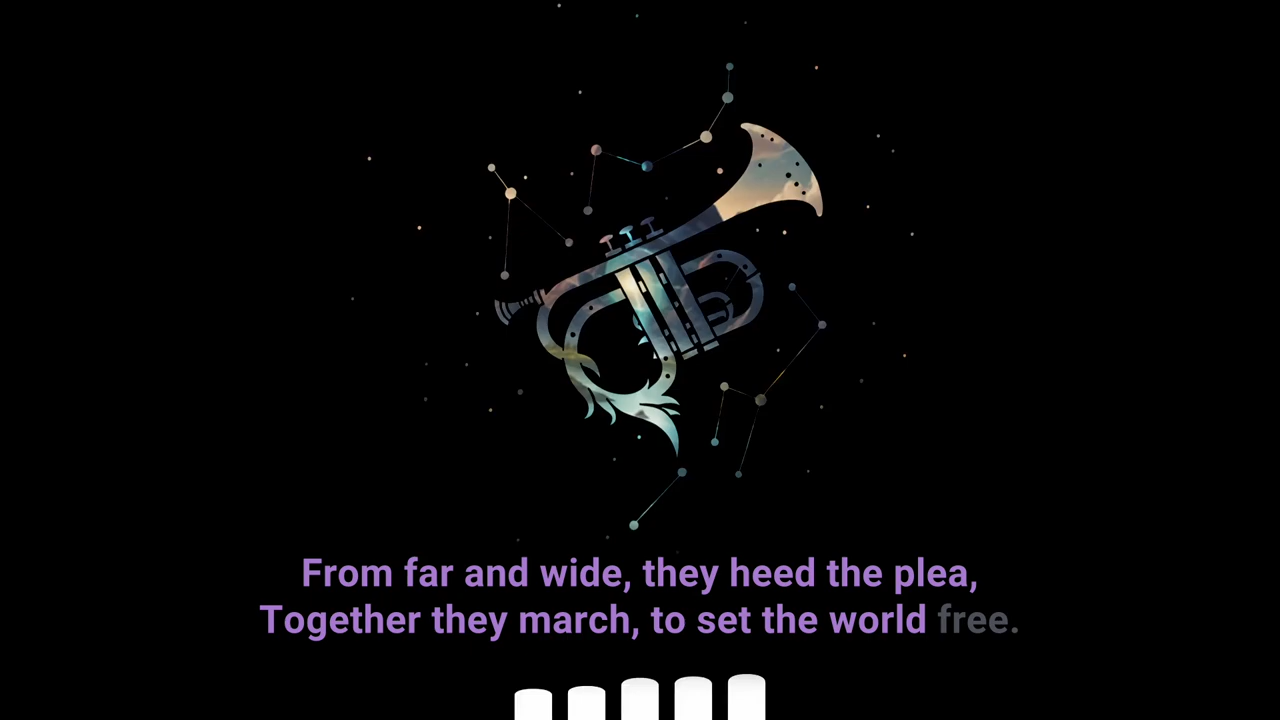 From far and wide, they heed the plea,
Together they march, to set the world free.